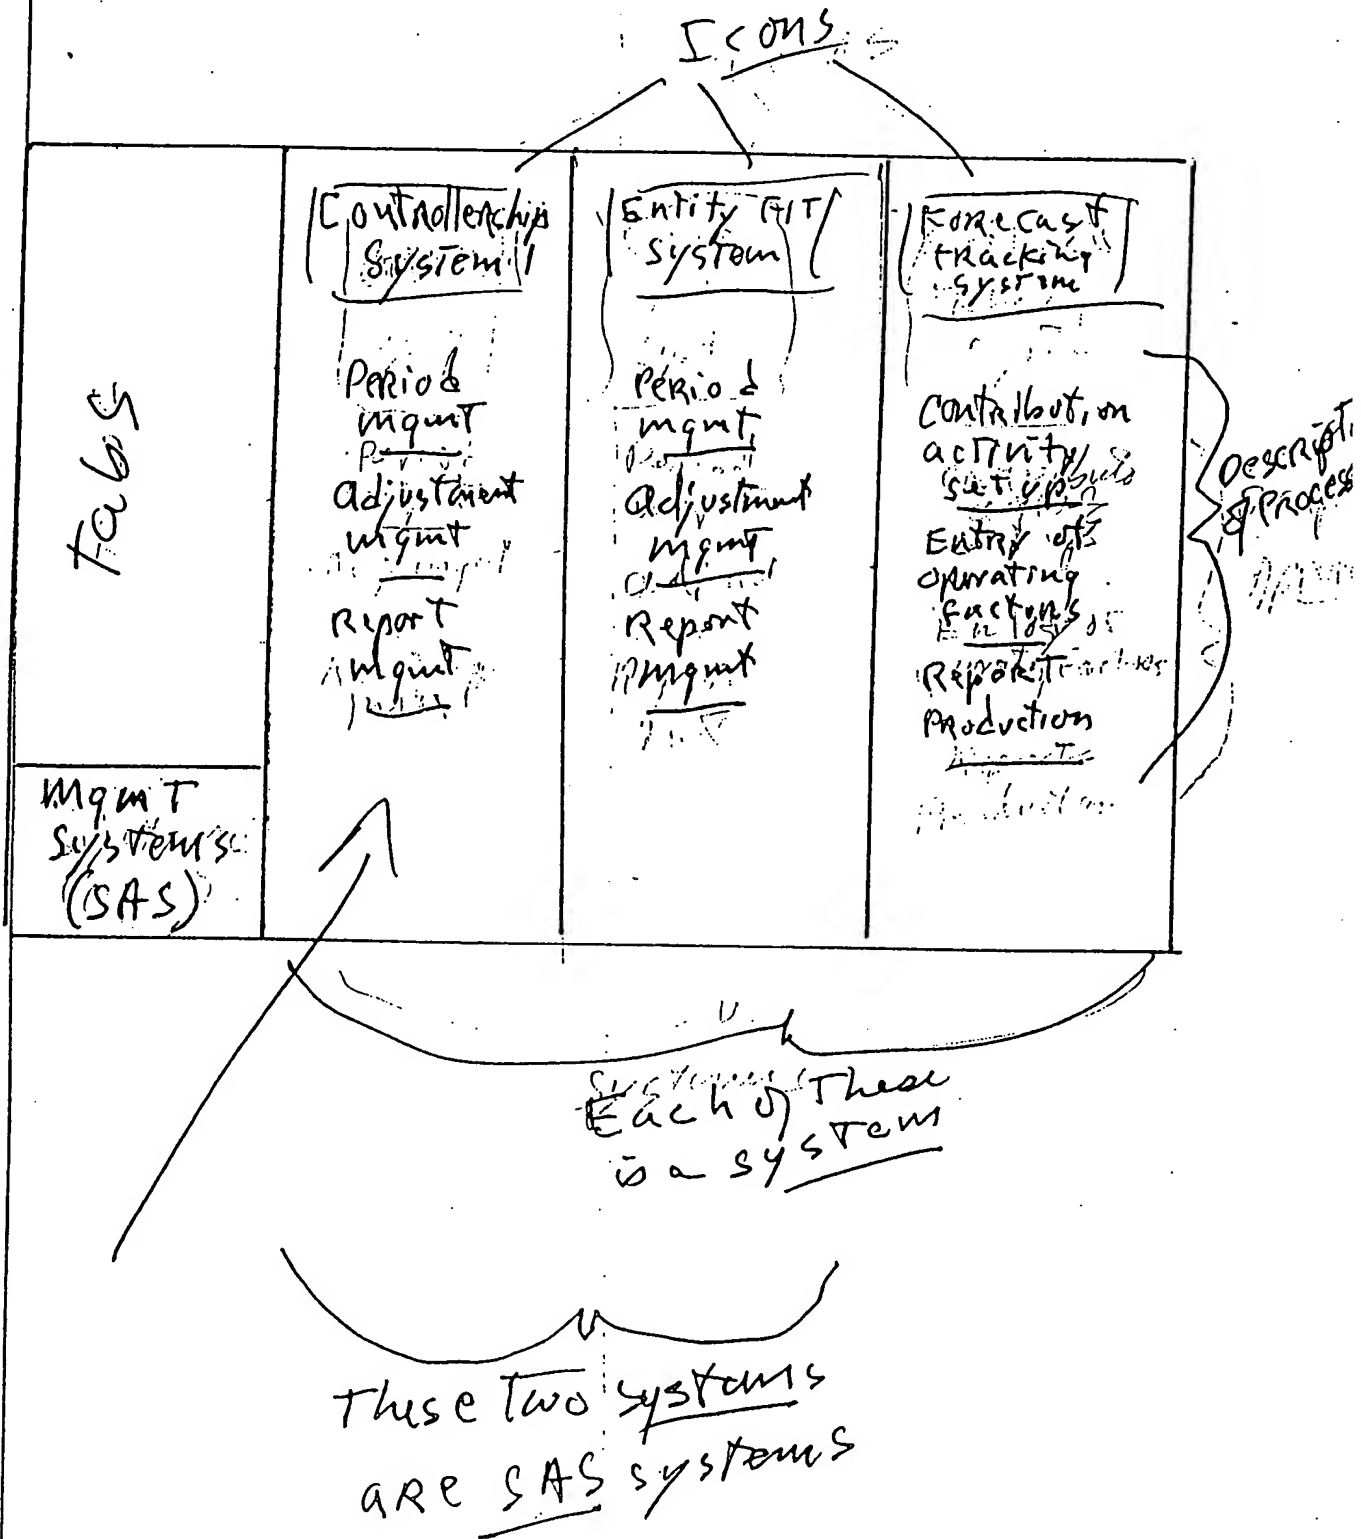 Icons
Controllership
System
Entity FIT
System
Forecast
tracking
system
Tabs
Period
mgmt
Adjustment
mgmt
Report
mgmt
Period
mgmt
Adjustment
mgmt
Report
mgmt
Contribution
activity
set up
Entry of
operating
factors
Report
Production
of Process
Mgmt
Systems
(SAS)
Each of These
is a system
These Two systems
are SAS systems